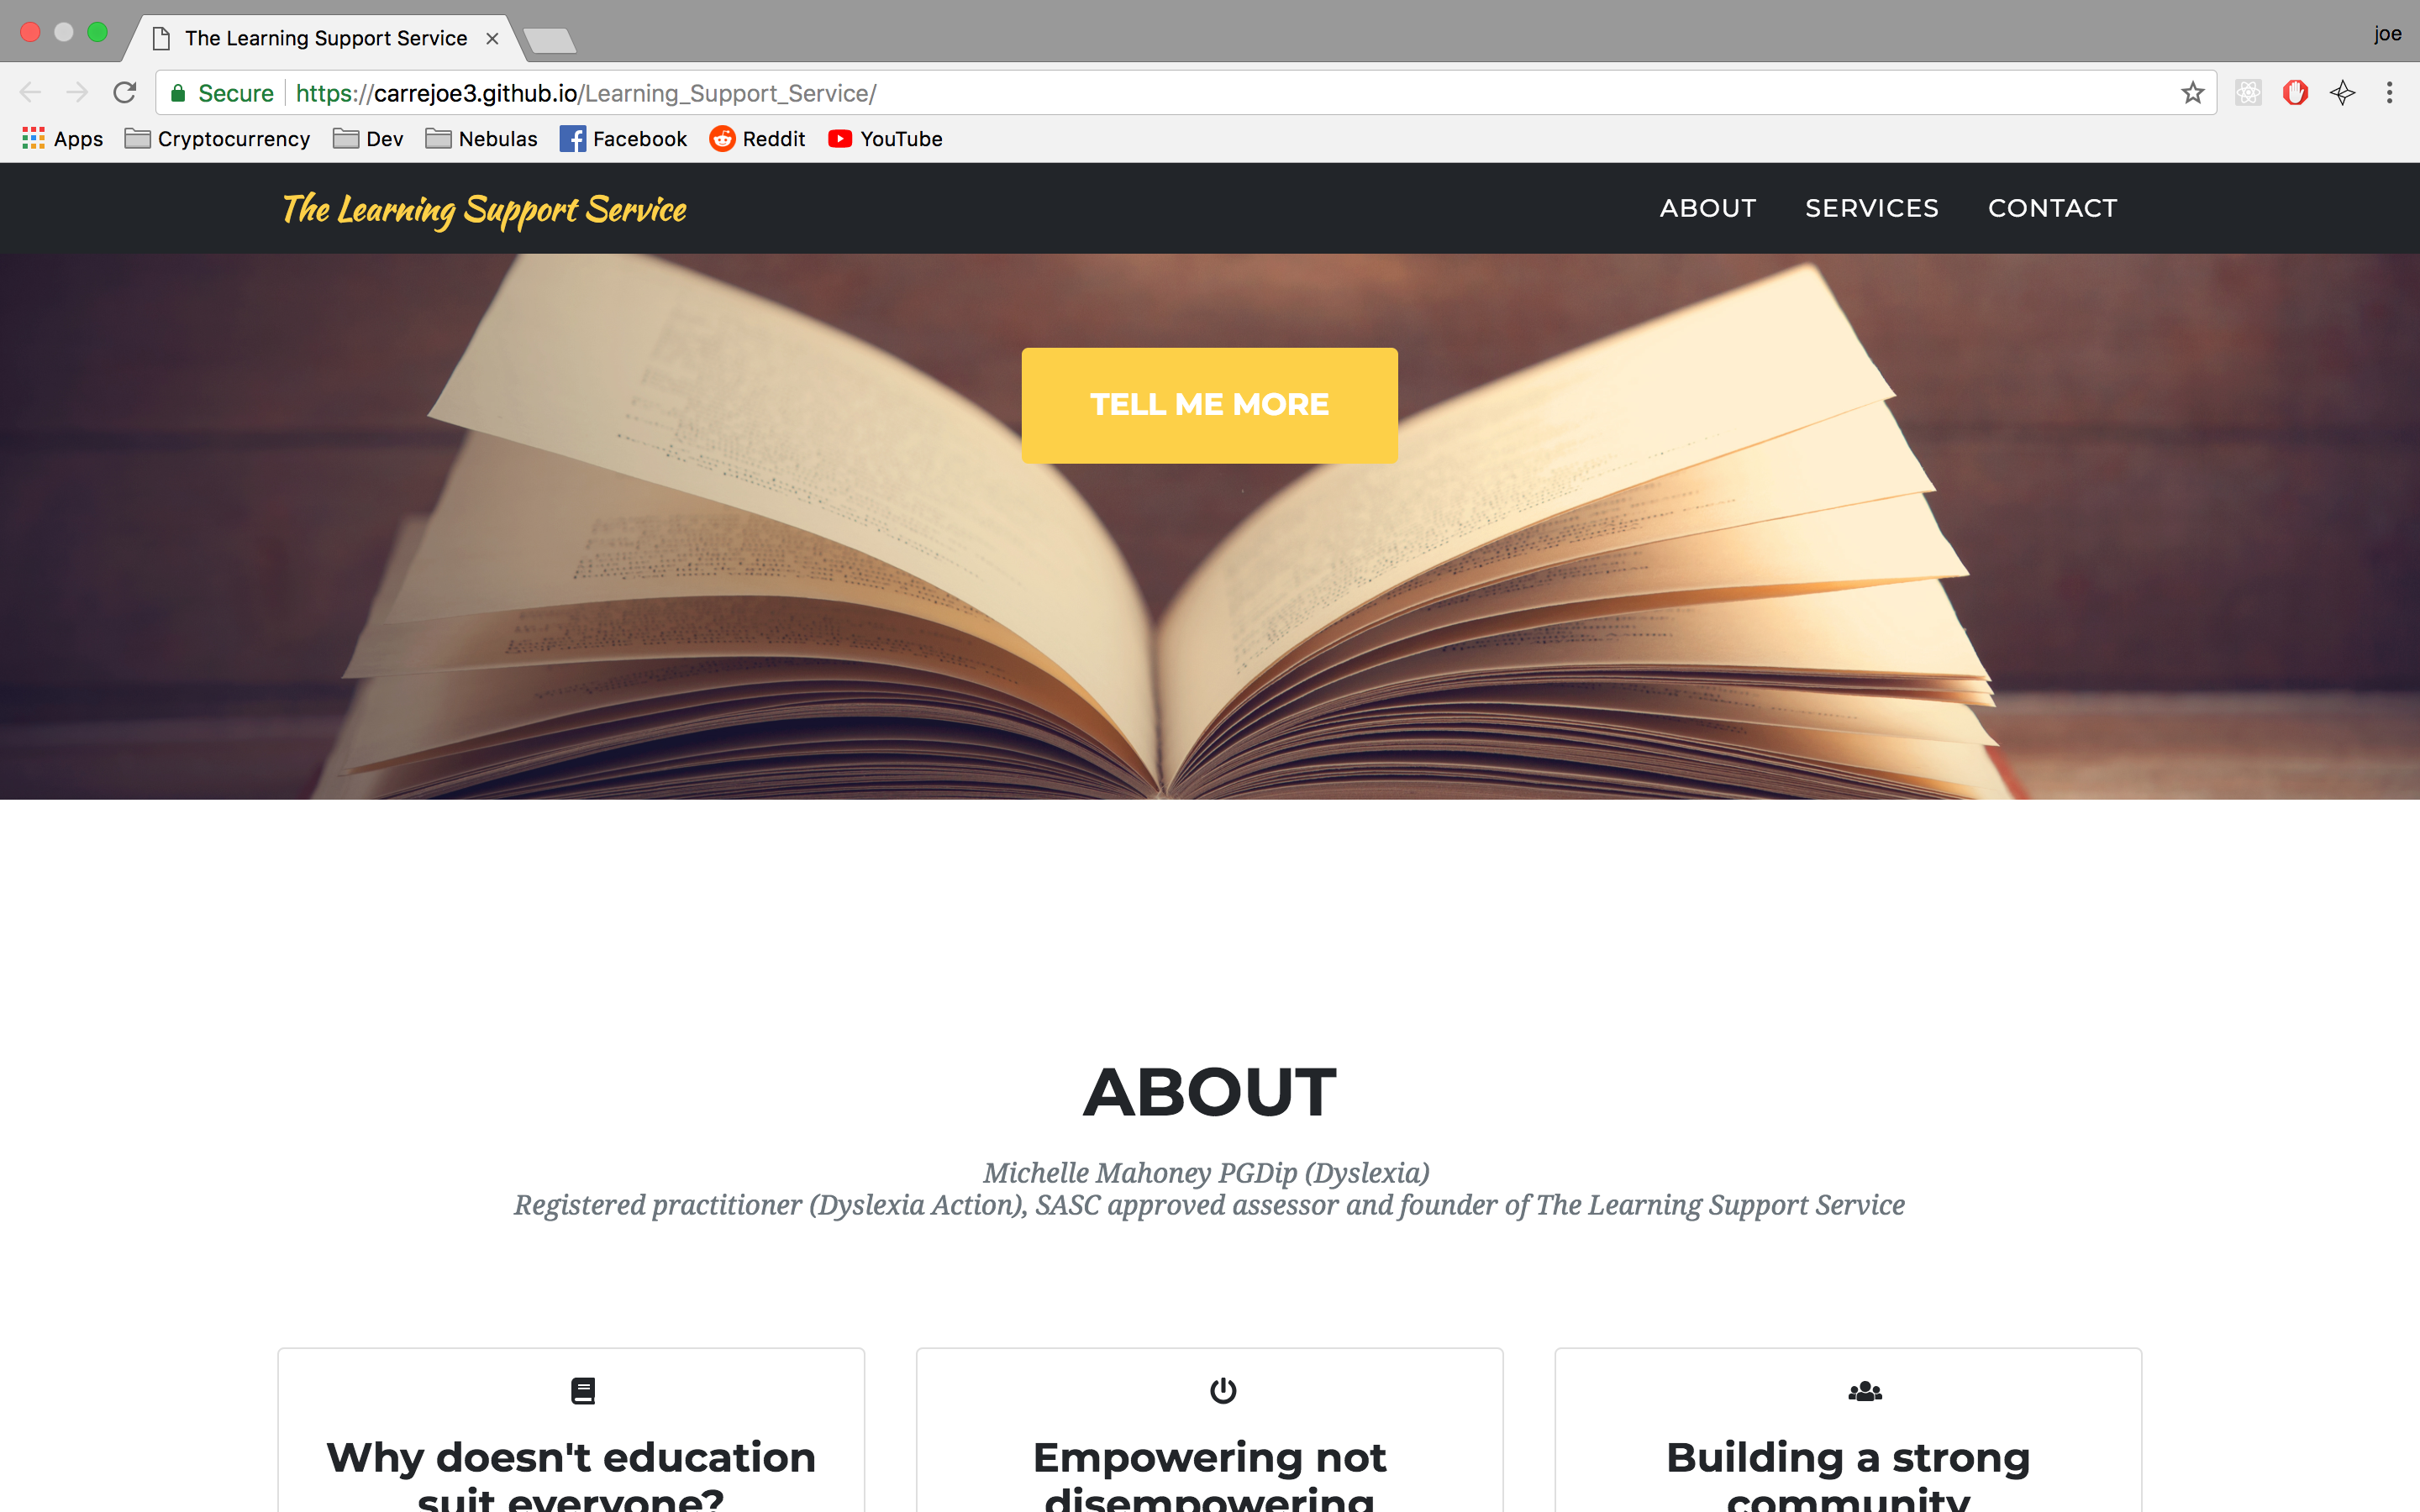 The Learning Support Service
joe
Secure https://carrejoe3.github.io/Learning_Support_Service/
Apps Cryptocurrency Dev Nebulas Facebook Reddit YouTube
The Learning Support Service
ABOUT SERVICES CONTACT
TELL ME MORE
ABOUT
Michelle Mahoney PGDip (Dyslexia)
Registered practitioner (Dyslexia Action), SASC approved assessor and founder of The Learning Support Service
Why doesn't education
suit everyone?
Empowering not
disempowering
Building a strong
community